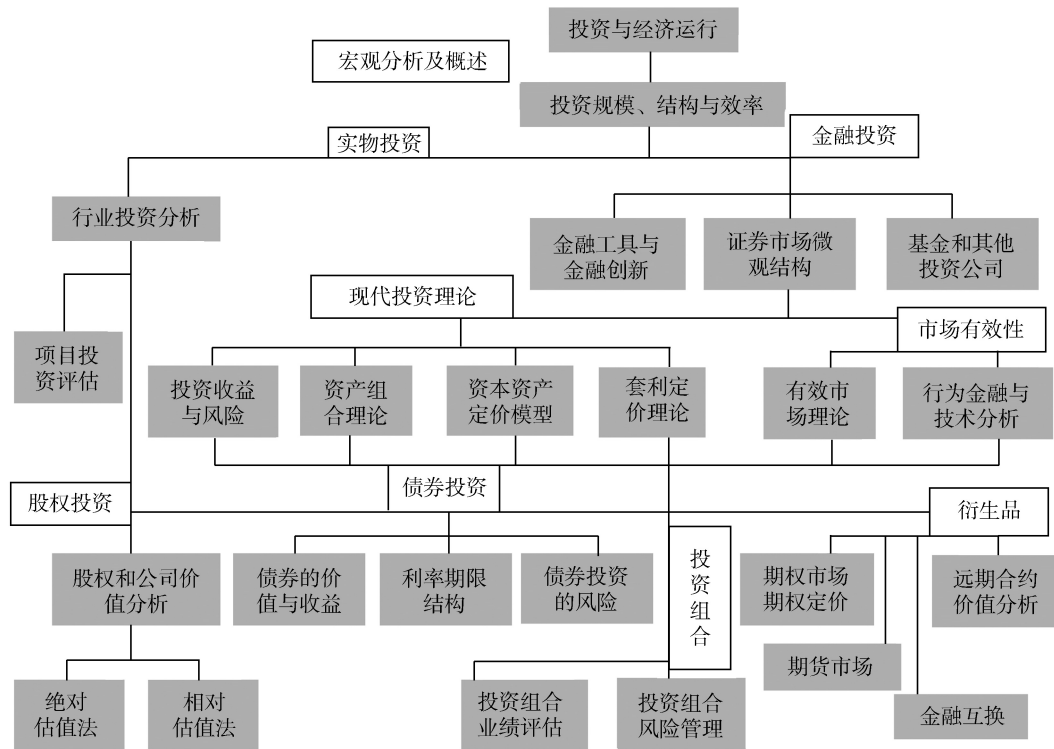 投资与经济运行
宏观分析及概述
投资规模、结构与效率
实物投资
金融投资
行业投资分析
金融工具与
金融创新
证券市场微
观结构
基金和其他
投资公司
现代投资理论
市场有效性
项目投
资评估
投资收益
与风险
资产组
合理论
资本资产
定价模型
套利定
价理论
有效市
场理论
行为金融与
技术分析
债券投资
股权投资
衍生品
股权和公司价
值分析
债券的价
值与收益
利率期限
结构
债券投资
的风险
投
资
组
合
期权市场
期权定价
远期合约
价值分析
期货市场
绝对
估值法
相对
估值法
投资组合
业绩评估
投资组合
风险管理
金融互换